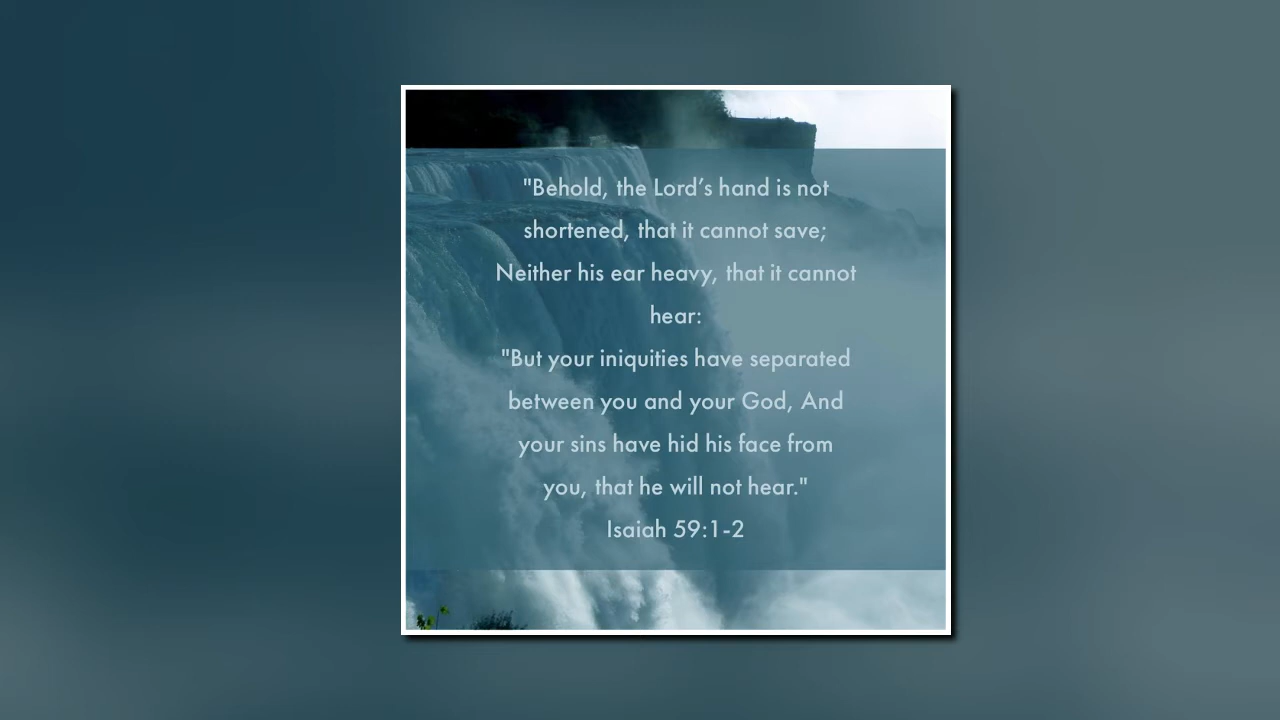 "Behold, the Lord’s hand is not
shortened, that it cannot save;
Neither his ear heavy, that it cannot
hear:
"But your iniquities have separated
between you and your God, And
your sins have hid his face from
you, that he will not hear."
Isaiah 59:1-2